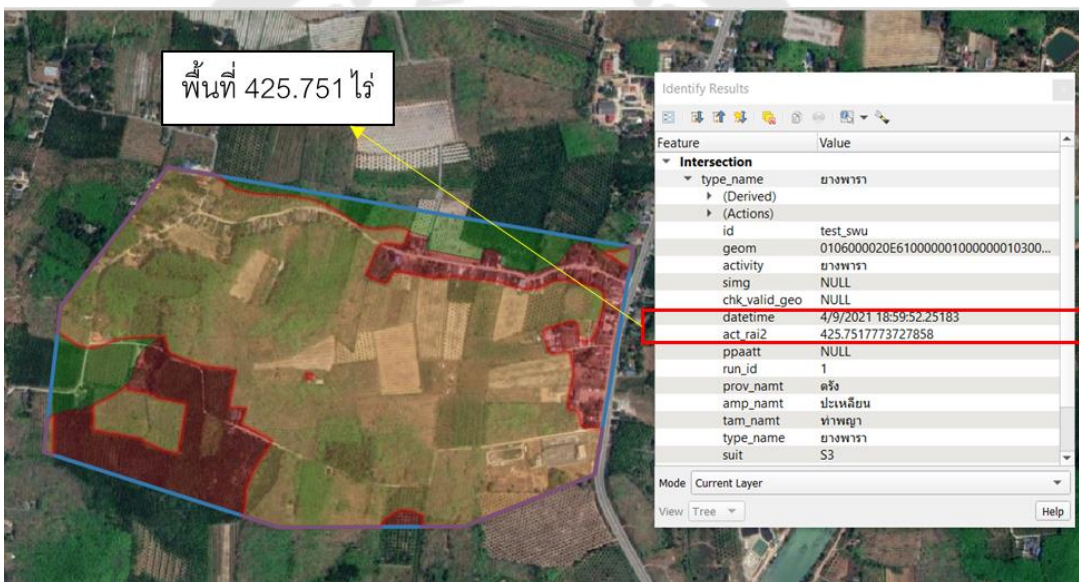 พื้นที่ 425.751 ไร่
Identify Results
Feature Value
Intersection
type_name ยางพารา
(Derived)
(Actions)
id test_swu
geom 0106000020E610000001000000010300...
activity ยางพารา
simg NULL
chk_valid_geo NULL
datetime 4/9/2021 18:59:52.25183
act_rai2 425.7517773727858
ppaatt NULL
run_id 1
prov_namt ตรัง
amp_namt ปะเหลียน
tam_namt ท่าพญา
type_name ยางพารา
suit S3
Mode Current Layer
View Tree Help